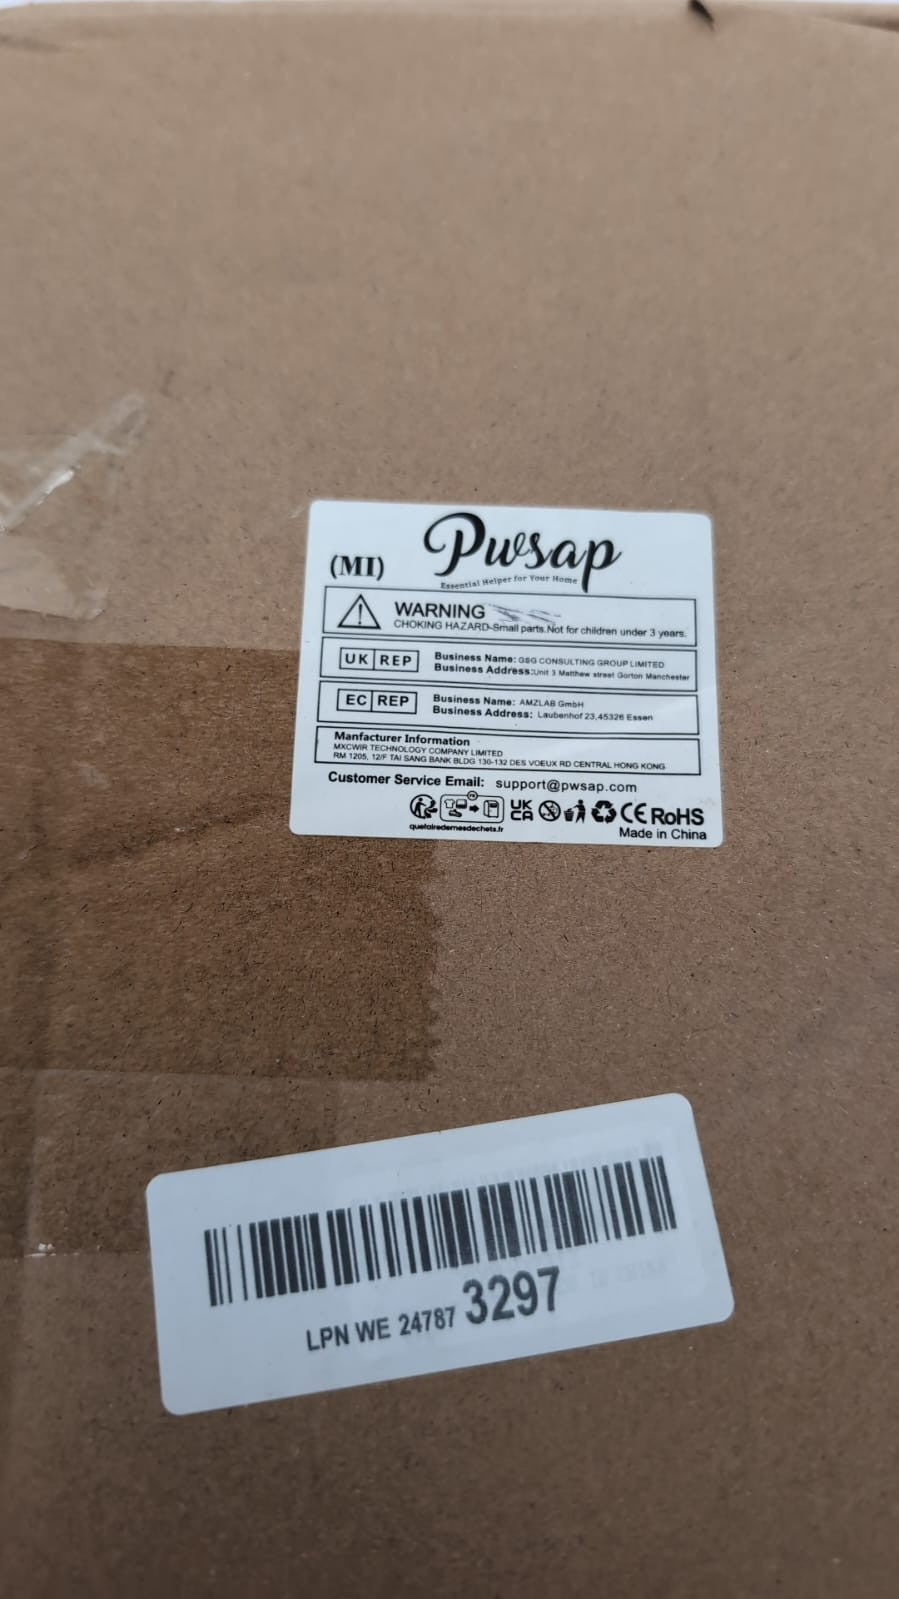 (MI) Pwsap
Essential Helper for Your Home
WARNING
CHOKING HAZARD-Small parts.Not for children under 3 years.
UK REP
Business Name: G&G CONSULTING GROUP LIMITED
Business Address:Unit 3 Matthew street Gorton Manchester
EC REP
Business Name: AMZLAB GmbH
Business Address: Laubenhof 23,45326 Essen
Manfacturer Information
MXCWIR TECHNOLOGY COMPANY LIMITED
RM 1205, 12/F TAI SANG BANK BLDG 130-132 DES VOEUX RD CENTRAL HONG KONG
Customer Service Email: support@pwsap.com
FR
UK
CA
CE RoHS
quefairedemesdechets.fr
Made in China
LPN WE 24787 3297